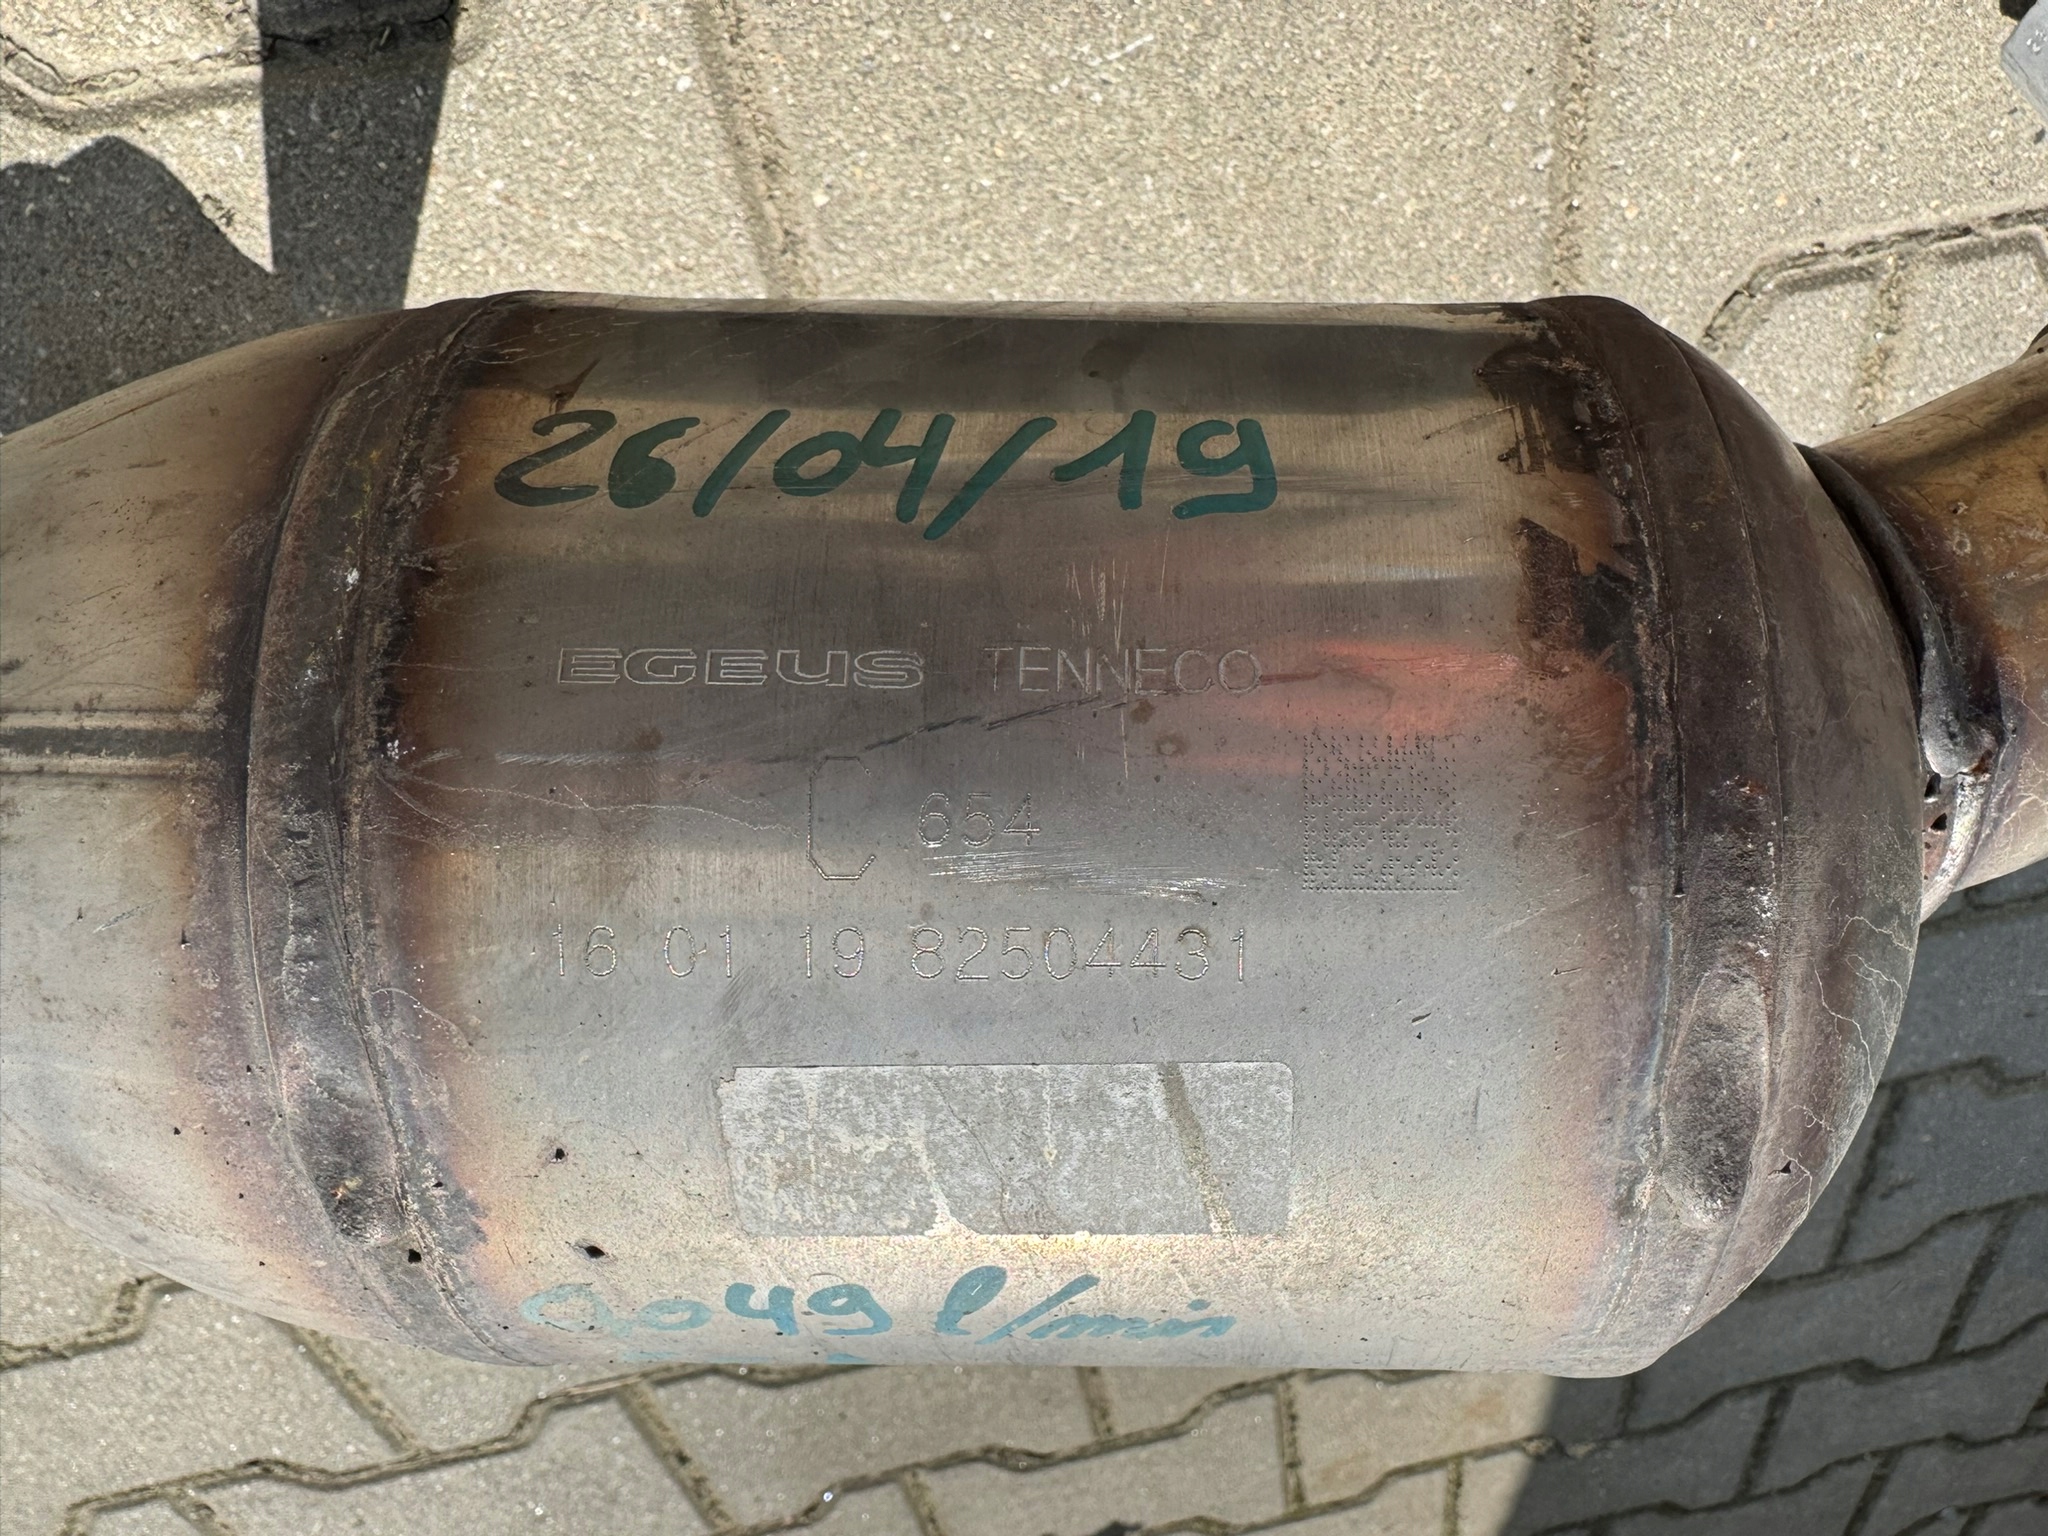 26/04/19
EGEUS TENNECO
C 654
16 01 19 82504431
0,049 l/min